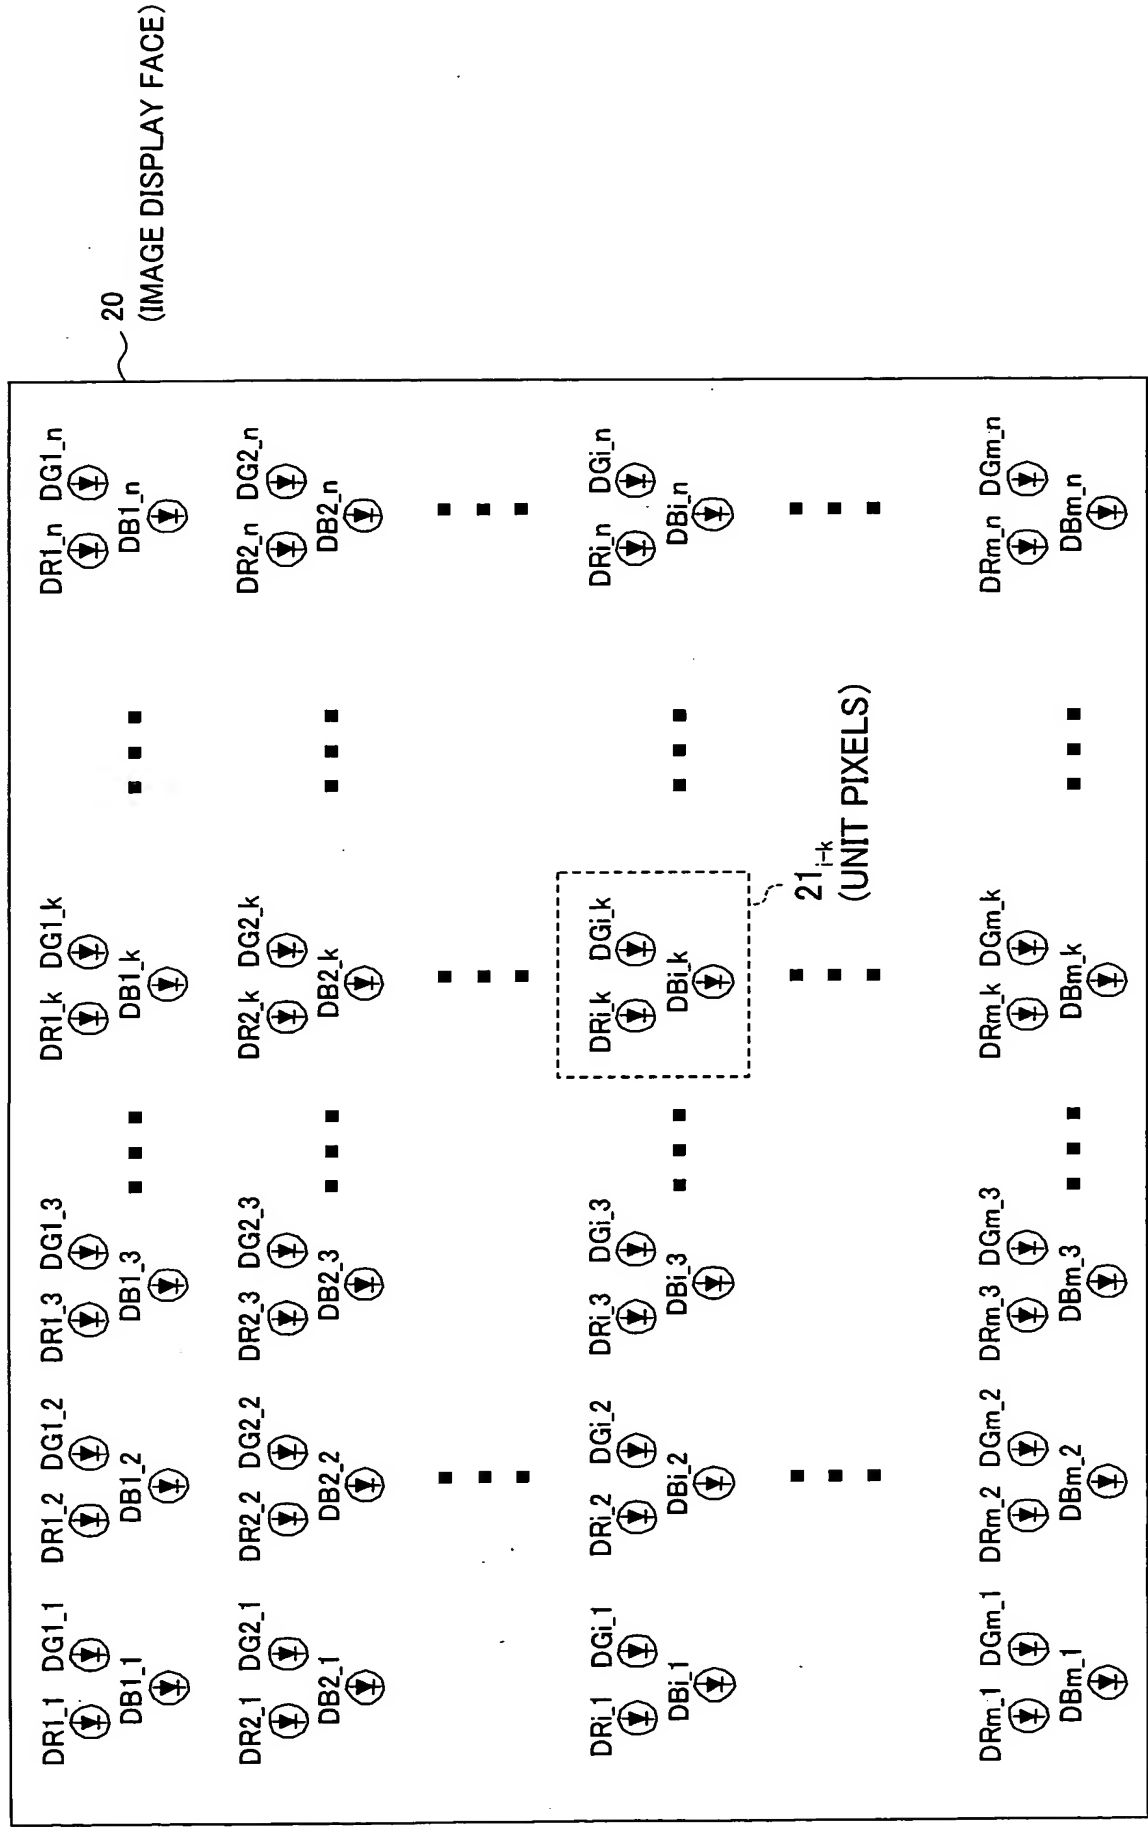 20
(IMAGE DISPLAY FACE)
DR1_1 DG1_1 DR1_2 DG1_2 DR1_3 DG1_3 DR1_k DG1_k DR1_n DG1_n
DB1_1 DB1_2 DB1_3 DB1_k DB1_n
DR2_1 DG2_1 DR2_2 DG2_2 DR2_3 DG2_3 DR2_k DG2_k DR2_n DG2_n
DB2_1 DB2_2 DB2_3 DB2_k DB2_n
DRi_1 DGi_1 DRi_2 DGi_2 DRi_3 DGi_3 DRi_k DGi_k DRi_n DGi_n
DBi_1 DBi_2 DBi_3 DBi_k DBi_n
21i-k
(UNIT PIXELS)
DRm_1 DGm_1 DRm_2 DGm_2 DRm_3 DGm_3 DRm_k DGm_k DRm_n DGm_n
DBm_1 DBm_2 DBm_3 DBm_k DBm_n